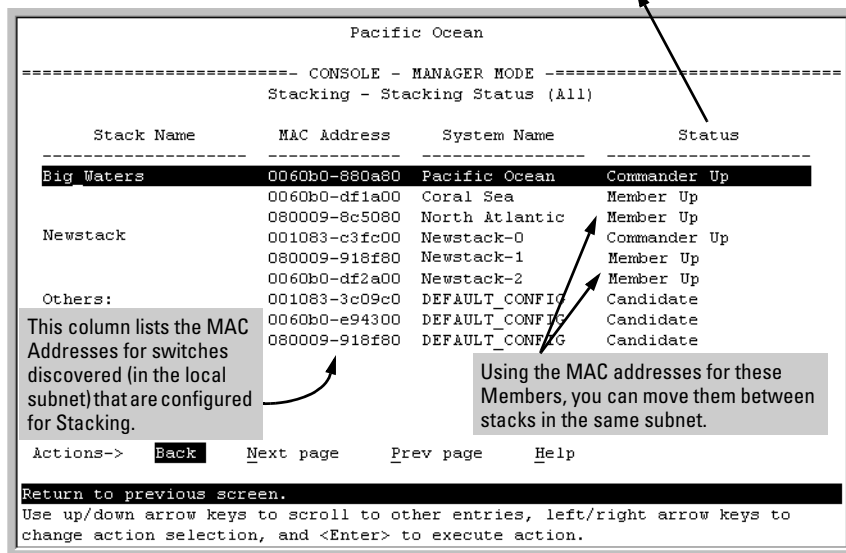 Pacific Ocean
==========================- CONSOLE - MANAGER MODE -============================
Stacking - Stacking Status (All)
Stack Name MAC Address System Name Status
-------------------- ------------- -------------- --------------------
Big_Waters 0060b0-880a80 Pacific Ocean Commander Up
0060b0-df1a00 Coral Sea Member Up
080009-8c5080 North Atlantic Member Up
Newstack 001083-c3fc00 Newstack-0 Commander Up
080009-918f80 Newstack-1 Member Up
0060b0-df2a00 Newstack-2 Member Up
Others: 001083-3c09c0 DEFAULT_CONFIG Candidate
0060b0-e94300 DEFAULT_CONFIG Candidate
080009-918f80 DEFAULT_CONFIG Candidate
This column lists the MAC
Addresses for switches
discovered (in the local
subnet) that are configured
for Stacking.
Using the MAC addresses for these
Members, you can move them between
stacks in the same subnet.
Actions-> Back Next page Prev page Help
Return to previous screen.
Use up/down arrow keys to scroll to other entries, left/right arrow keys to
change action selection, and <Enter> to execute action.